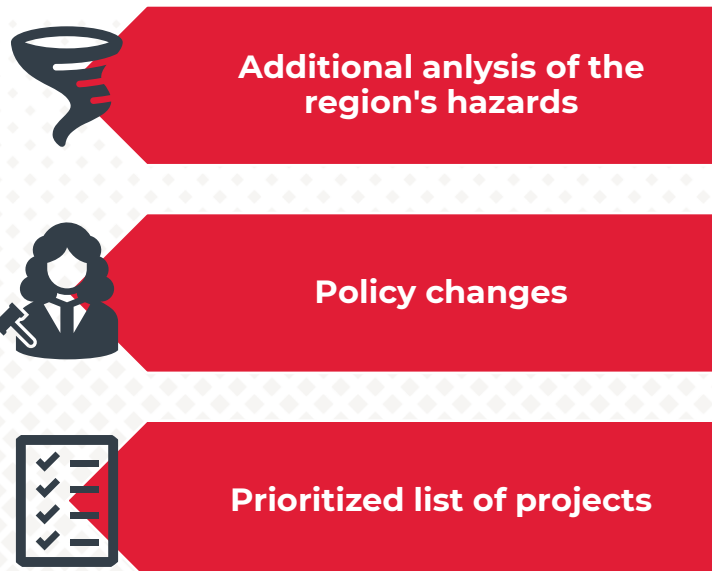 Additional anlysis of the
region's hazards
Policy changes
Prioritized list of projects